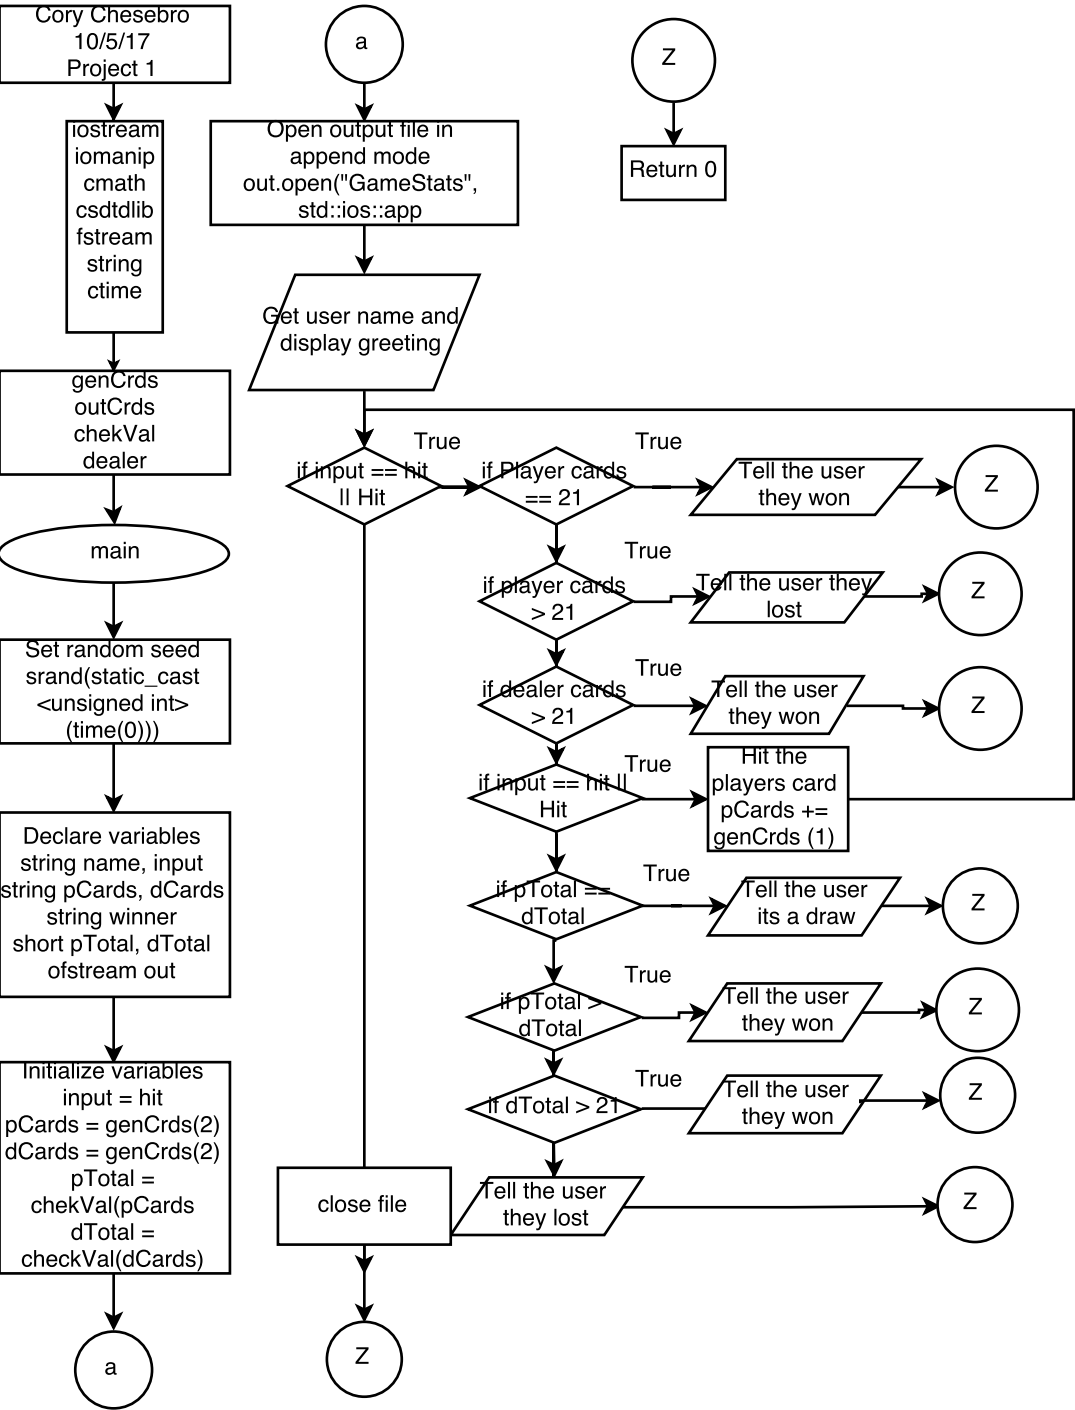 Cory Chesebro
10/5/17
Project 1
iostream
iomanip
cmath
csdtdlib
fstream
string
ctime
genCrds
outCrds
chekVal
dealer
main
Set random seed
srand(static_cast
<unsigned int>
(time(0)))
Declare variables
string name, input
string pCards, dCards
string winner
short pTotal, dTotal
ofstream out
Initialize variables
input = hit
pCards = genCrds(2)
dCards = genCrds(2)
pTotal =
chekVal(pCards
dTotal =
checkVal(dCards)
a
a
Open output file in
append mode
out.open("GameStats",
std::ios::app
Get user name and
display greeting
if input == hit
|| Hit
True
if Player cards
== 21
True
Tell the user
they won
Z
if player cards
> 21
True
Tell the user they
lost
Z
if dealer cards
> 21
True
Tell the user
they won
Z
if input == hit ||
Hit
True
Hit the
players card
pCards +=
genCrds (1)
if pTotal ==
dTotal
True
Tell the user
its a draw
Z
if pTotal >
dTotal
True
Tell the user
they won
Z
If dTotal > 21
True
Tell the user
they won
Z
Tell the user
they lost
Z
close file
Z
Z
Return 0